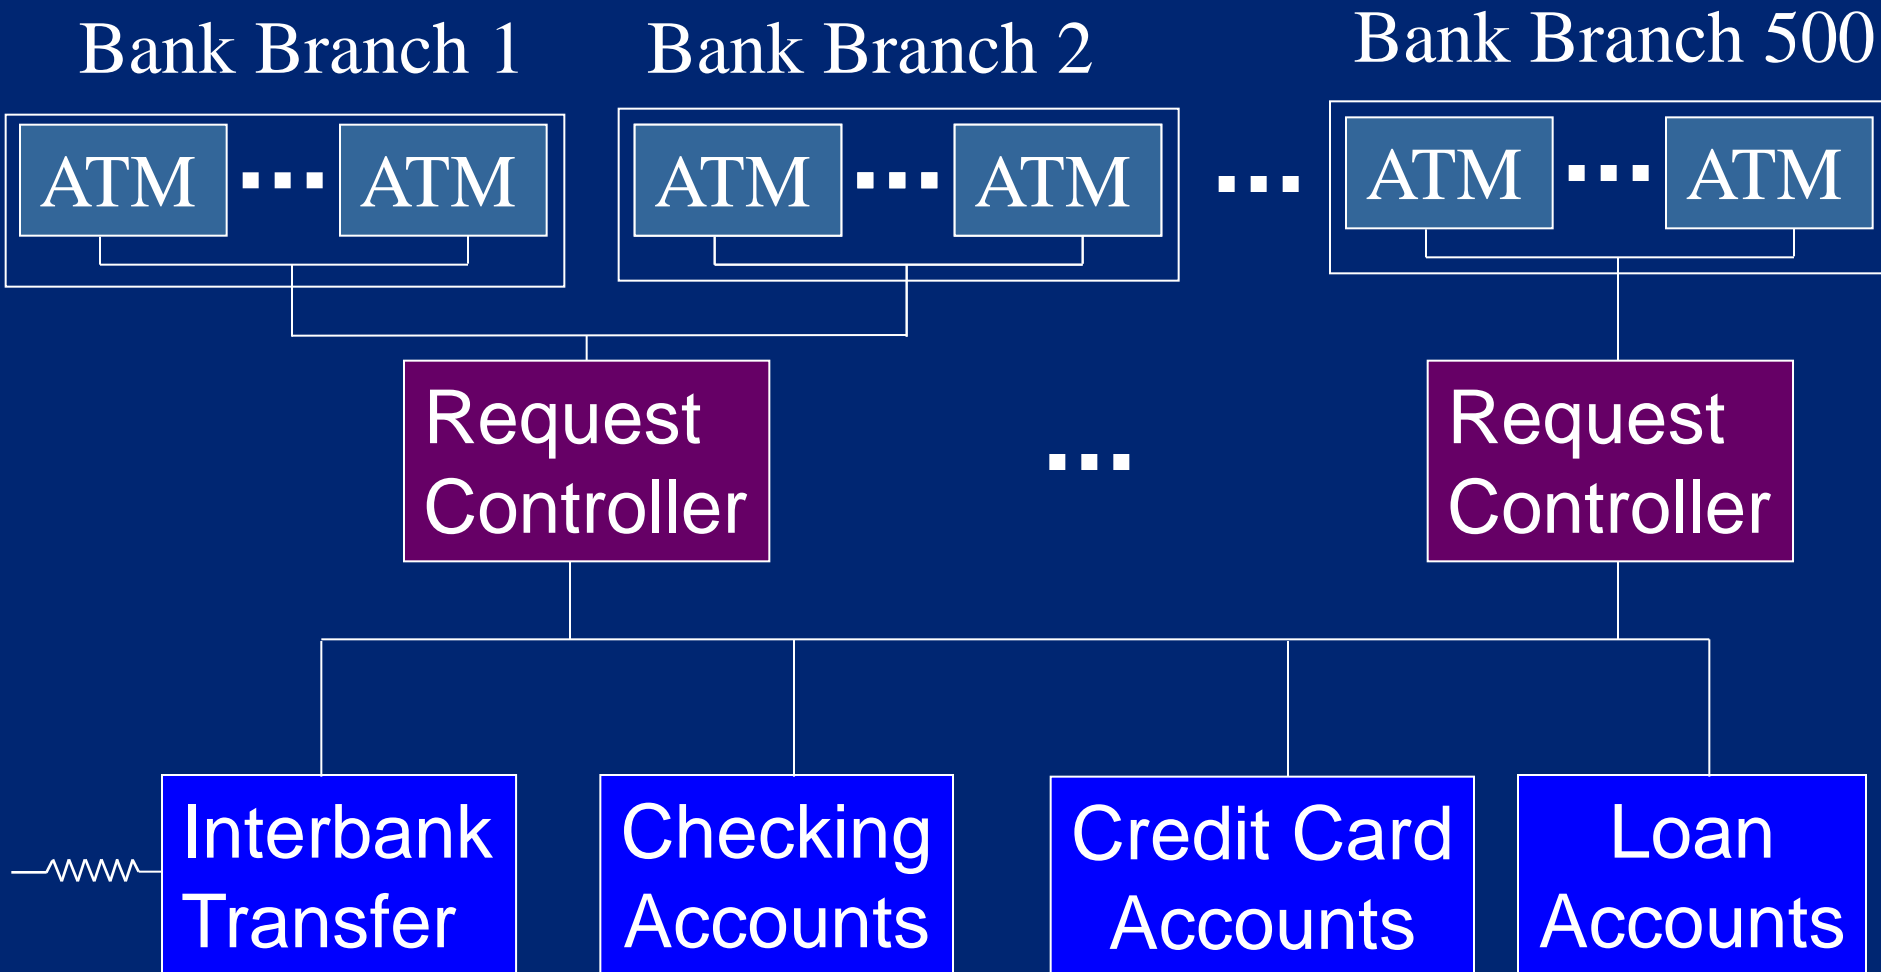 Bank Branch 1
Bank Branch 2
Bank Branch 500
ATM ... ATM
ATM ... ATM
...
ATM ... ATM
Request
Controller
...
Request
Controller
Interbank
Transfer
Checking
Accounts
Credit Card
Accounts
Loan
Accounts